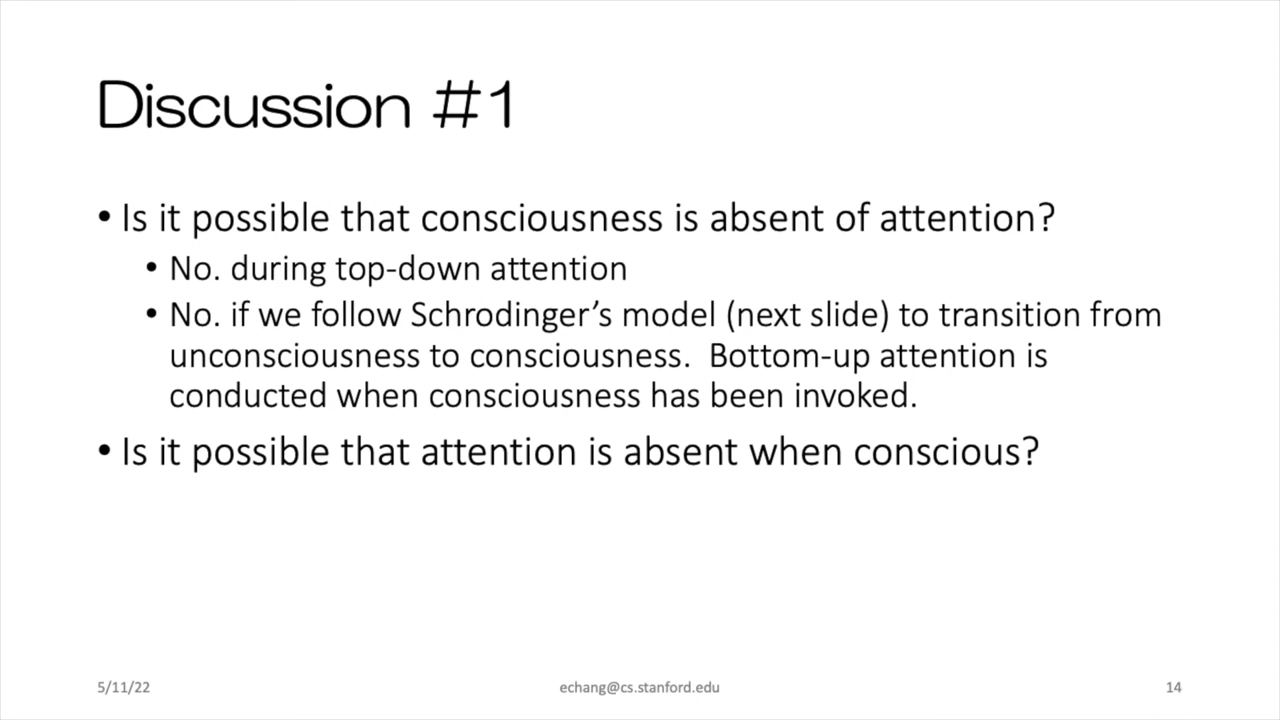 Discussion #1
• Is it possible that consciousness is absent of attention?
• No. during top-down attention
• No. if we follow Schrodinger’s model (next slide) to transition from
unconsciousness to consciousness.  Bottom-up attention is
conducted when consciousness has been invoked.
• Is it possible that attention is absent when conscious?
5/11/22
echang@cs.stanford.edu
14